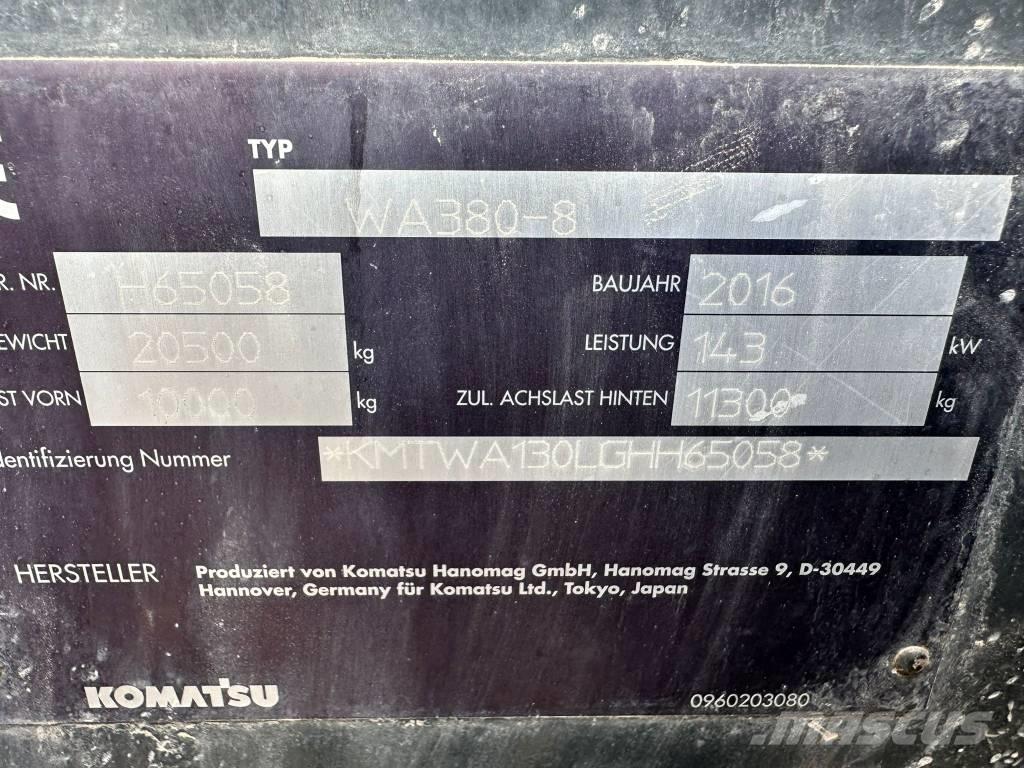 TYP
WA380-8
R. NR. H65058 BAUJAHR 2016
EWICHT 20500 kg LEISTUNG 143 kW
ST VORN 10000 kg ZUL. ACHSLAST HINTEN 11300 kg
dentifizierung Nummer *KMTWA130LGHH65058*
HERSTELLER Produziert von Komatsu Hanomag GmbH, Hanomag Strasse 9, D-30449
Hannover, Germany für Komatsu Ltd., Tokyo, Japan
KOMATSU 0960203080
mascus